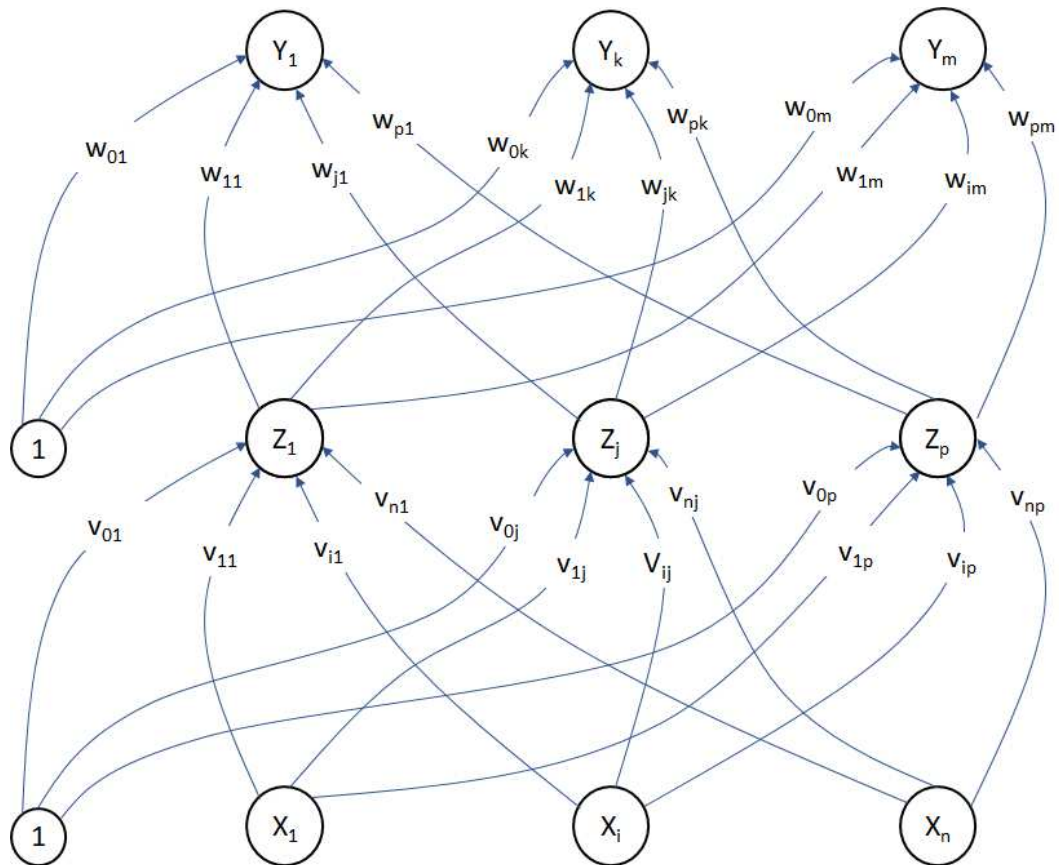 Y₁ Yₖ Yₘ
w₀₁ w₁₁ wⱼ₁ wₚ₁ w₀ₖ w₁ₖ wⱼₖ wₚₖ w₀ₘ w₁ₘ wᵢₘ wₚₘ
1 Z₁ Zⱼ Zₚ
v₀₁ v₁₁ vᵢ₁ vₙ₁ v₀ⱼ v₁ⱼ Vᵢⱼ vₙⱼ v₀ₚ v₁ₚ vᵢₚ vₙₚ
1 X₁ Xᵢ Xₙ